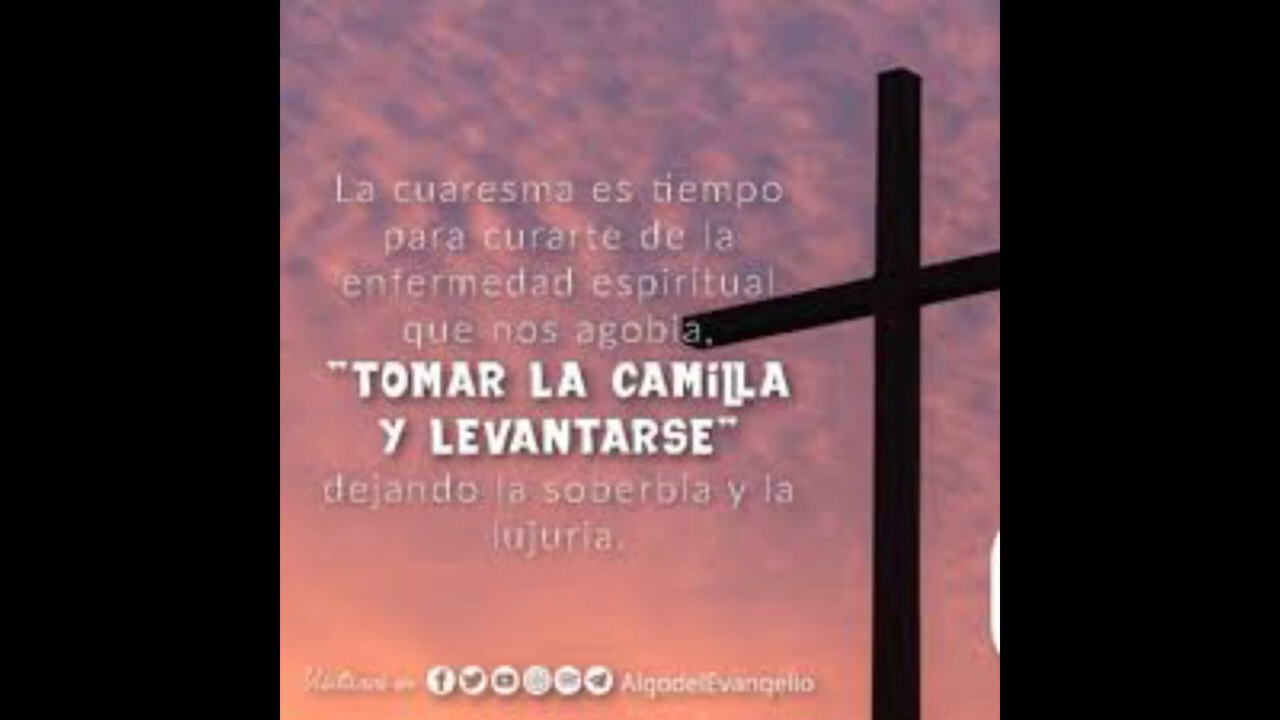 La cuaresma es tiempo
para curarte de la
enfermedad espiritual
que nos agobia,
"TOMAR LA CAMiLLA
Y LEVANTARSE"
dejando la soberbia y la
lujuria.
AlgodelEvangelio